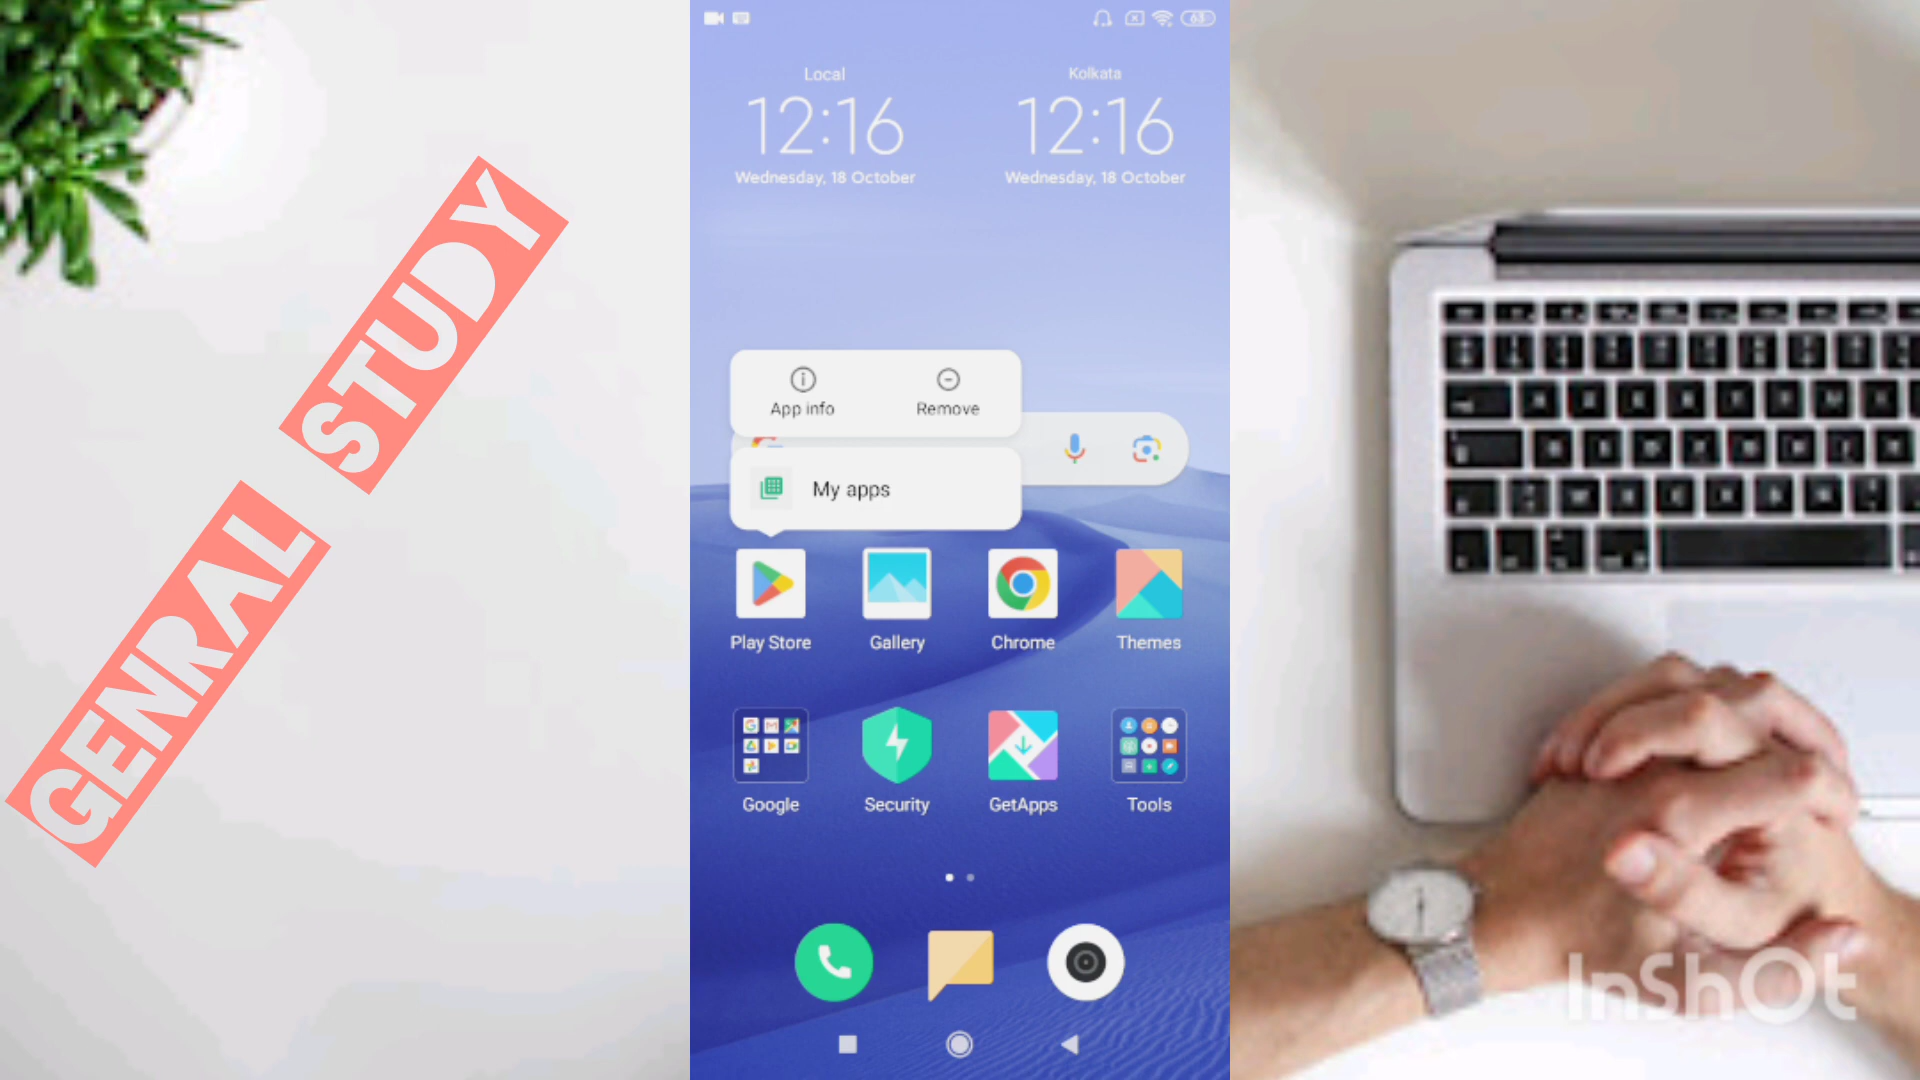 GENRAL STUDY
Local
12:16
Wednesday, 18 October
Kolkata
12:16
Wednesday, 18 October
App info
Remove
My apps
Play Store
Gallery
Chrome
Themes
Google
Security
GetApps
Tools
InShOt